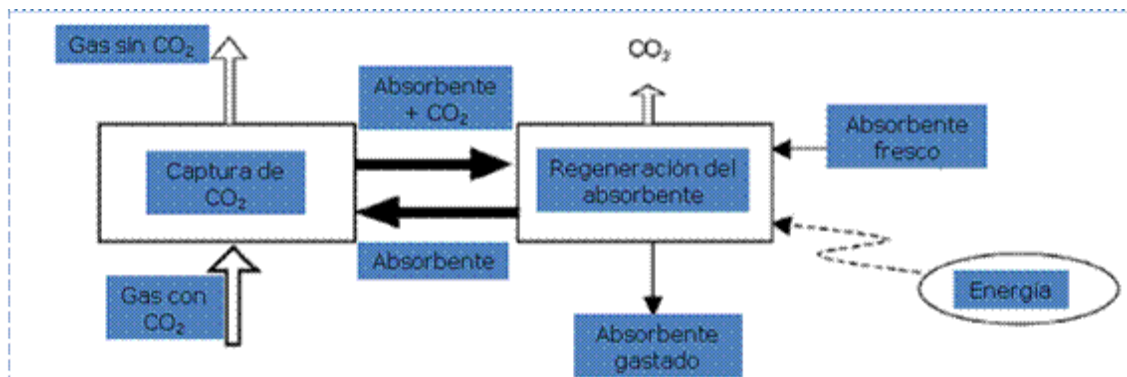 Gas sin CO₂
CO₂
Absorbente
+ CO₂
Absorbente
fresco
Captura de
CO₂
Regeneración del
absorbente
Absorbente
Gas con
CO₂
Energía
Absorbente
gastado